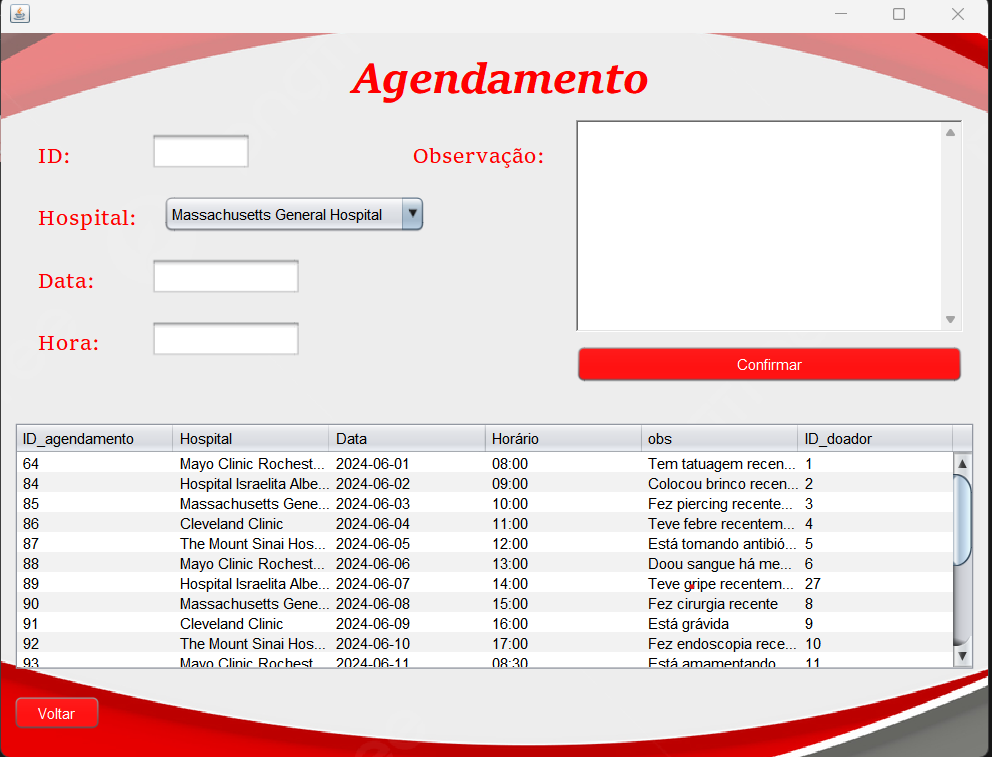 Agendamento
ID:
Observação:
Hospital:
Massachusetts General Hospital
Data:
Hora:
Confirmar
ID_agendamento Hospital Data Horário obs ID_doador
64 Mayo Clinic Rochest... 2024-06-01 08:00 Tem tatuagem recen... 1
84 Hospital Israelita Albe... 2024-06-02 09:00 Colocou brinco recen... 2
85 Massachusetts Gene... 2024-06-03 10:00 Fez piercing recente... 3
86 Cleveland Clinic 2024-06-04 11:00 Teve febre recentem... 4
87 The Mount Sinai Hos... 2024-06-05 12:00 Está tomando antibió... 5
88 Mayo Clinic Rochest... 2024-06-06 13:00 Doou sangue há me... 6
89 Hospital Israelita Albe... 2024-06-07 14:00 Teve gripe recentem... 27
90 Massachusetts Gene... 2024-06-08 15:00 Fez cirurgia recente 8
91 Cleveland Clinic 2024-06-09 16:00 Está grávida 9
92 The Mount Sinai Hos... 2024-06-10 17:00 Fez endoscopia rece... 10
93 Mayo Clinic Rochest... 2024-06-11 08:30 Está amamentando 11
Voltar